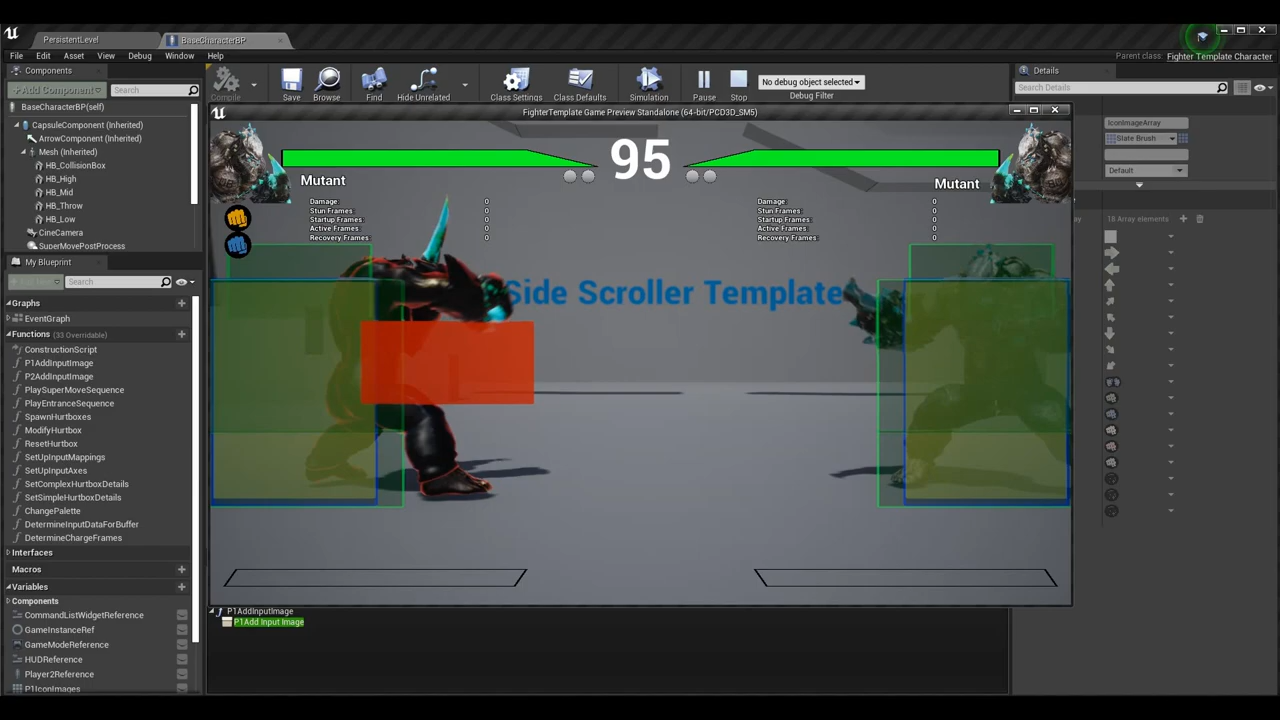 PersistentLevel
BaseCharacterBP
File Edit Asset View Debug Window Help
Parent class: Fighter Template Character
Components
+ Add Component
Search
BaseCharacterBP(self)
CapsuleComponent (Inherited)
ArrowComponent (Inherited)
Mesh (Inherited)
HB_CollisionBox
HB_High
HB_Mid
HB_Throw
HB_Low
CineCamera
SuperMovePostProcess
My Blueprint
Search
Graphs
EventGraph
Functions (33 Overridable)
ConstructionScript
P1AddInputImage
P2AddInputImage
PlaySuperMoveSequence
PlayEntranceSequence
SpawnHurtboxes
ModifyHurtbox
ResetHurtbox
SetUpInputMappings
SetUpInputAxes
SetComplexHurtboxDetails
SetSimpleHurtboxDetails
ChangePalette
DetermineInputDataForBuffer
DetermineChargeFrames
Interfaces
Macros
Variables
Components
CommandListWidgetReference
GameInstanceRef
GameModeReference
HUDReference
Player2Reference
P1IconImages
Compile
Save
Browse
Find
Hide Unrelated
Class Settings
Class Defaults
Simulation
Pause
Stop
No debug object selected
Debug Filter
FighterTemplate Game Preview Standalone (64-bit/PCD3D_SM5)
95
Mutant
Damage: 0
Stun Frames:
Startup Frames: 0
Active Frames: 0
Recovery Frames: 0
Mutant
Damage: 0
Stun Frames:
Startup Frames: 0
Active Frames: 0
Recovery Frames: 0
Side Scroller Template
P1AddInputImage
P1Add Input Image
Details
Search Details
IconImageArray
Slate Brush
Default
18 Array elements